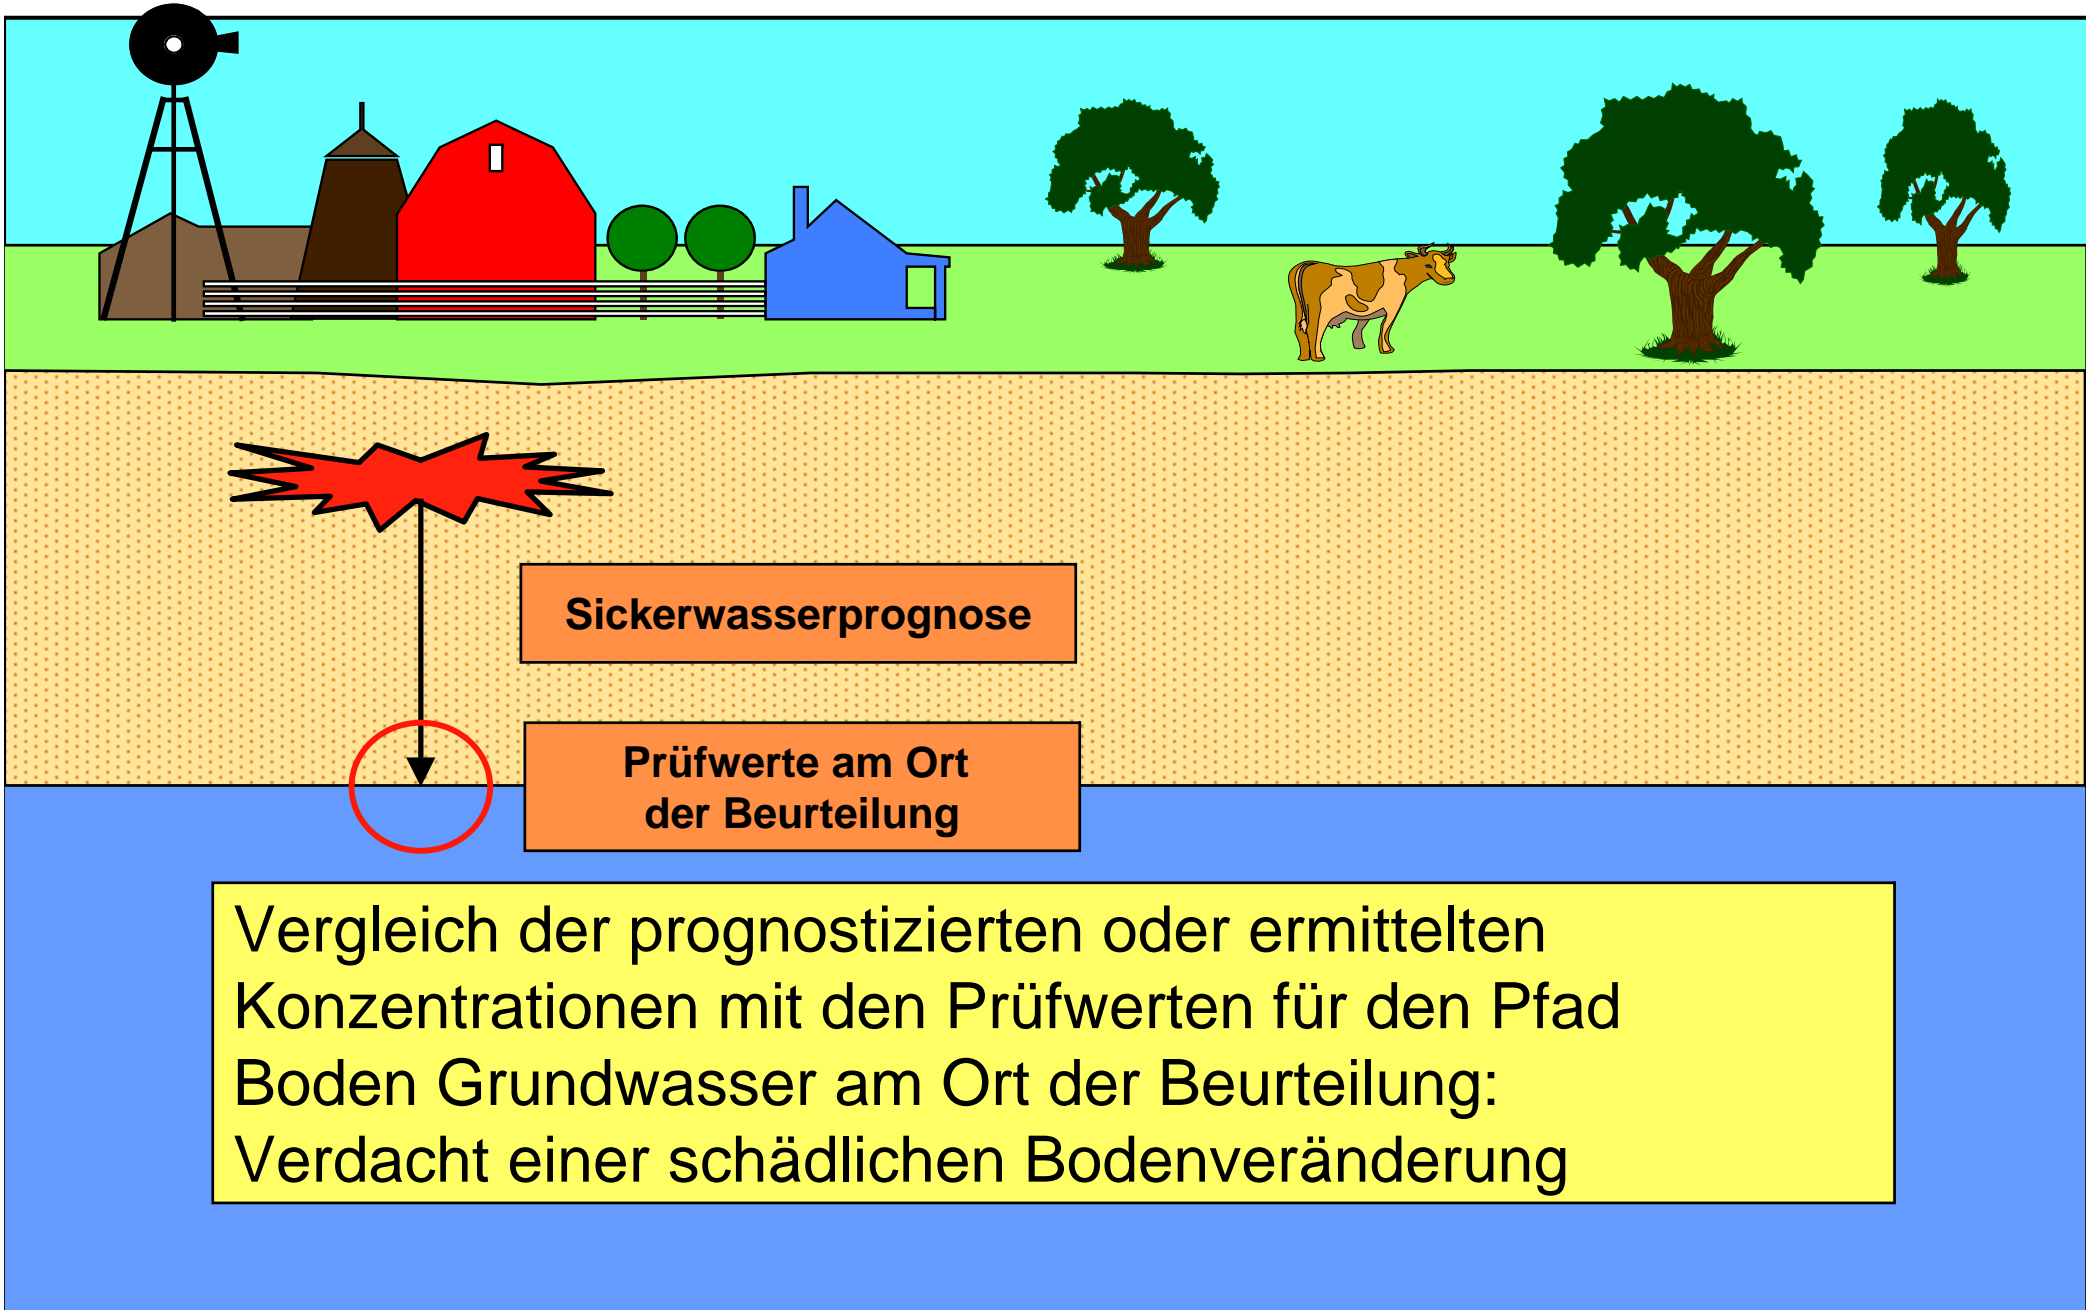 Sickerwasserprognose
Prüfwerte am Ort
der Beurteilung
Vergleich der prognostizierten oder ermittelten
Konzentrationen mit den Prüfwerten für den Pfad
Boden Grundwasser am Ort der Beurteilung:
Verdacht einer schädlichen Bodenveränderung